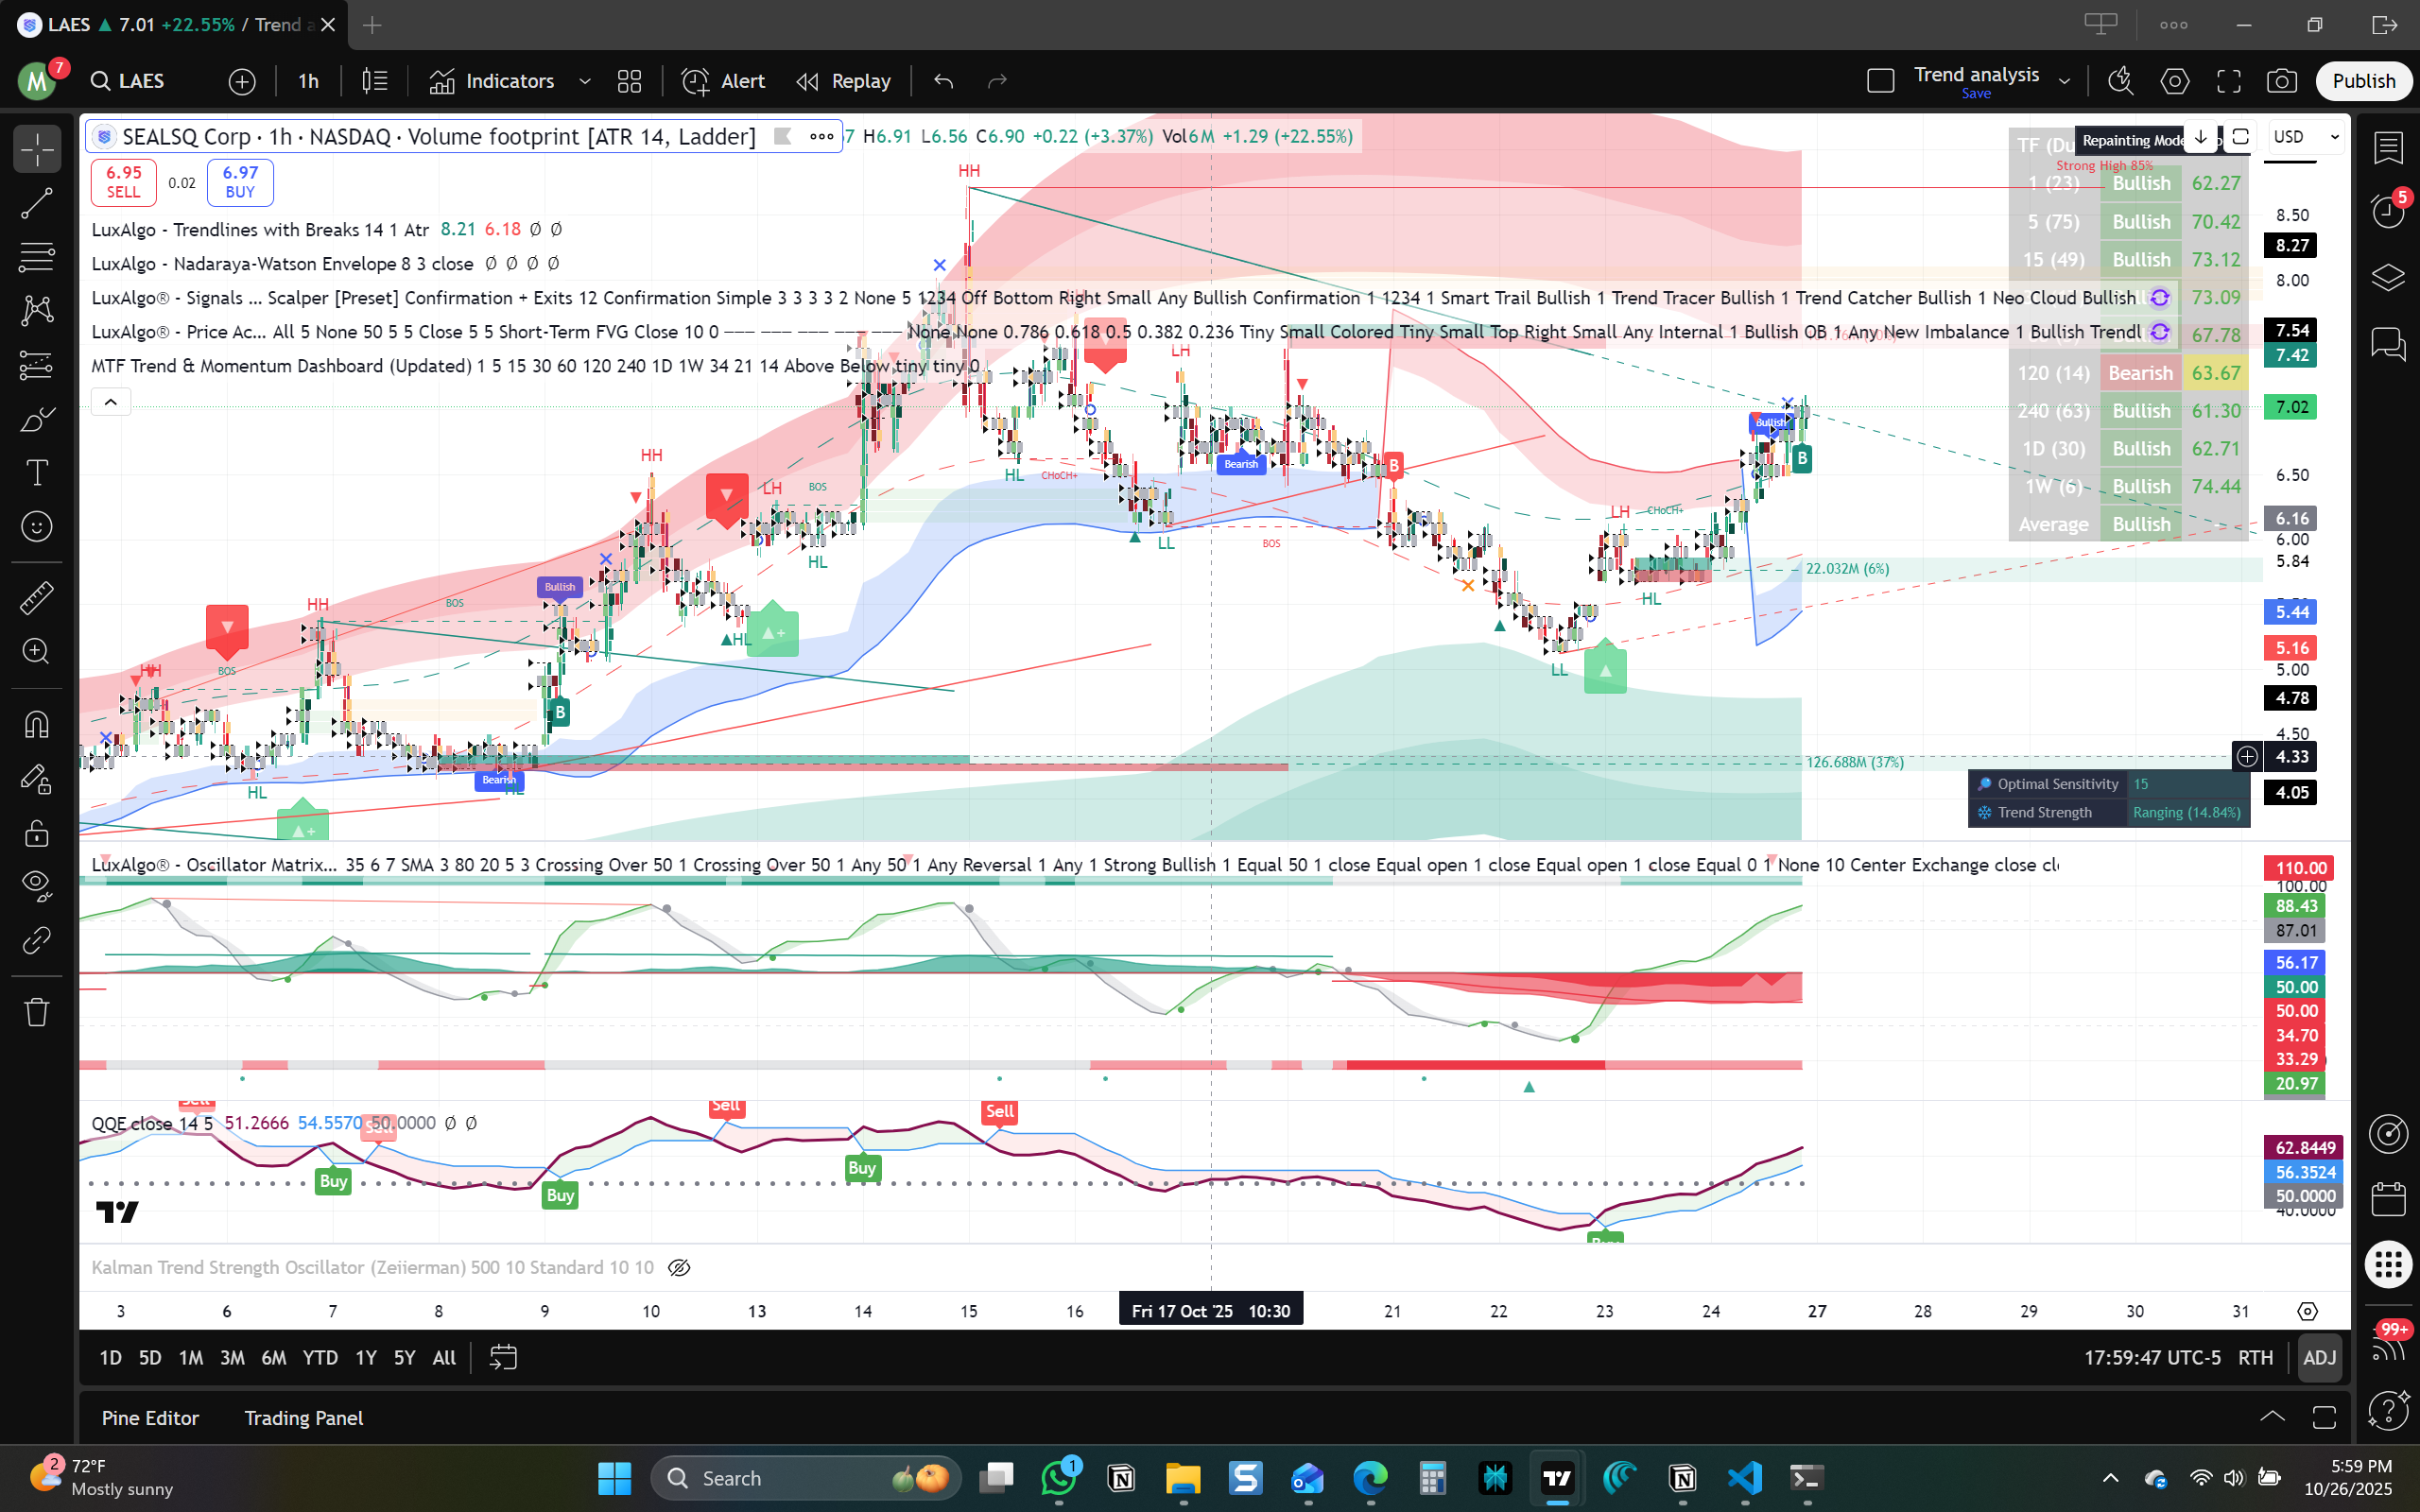 LAES ▲ 7.01 +22.55% / Trend a
M
7
LAES
1h
Indicators
Alert
Replay
Trend analysis
Save
Publish
SEALSQ Corp · 1h · NASDAQ · Volume footprint [ATR 14, Ladder]
7 H6.91 L6.56 C6.90 +0.22 (+3.37%) Vol6 M +1.29 (+22.55%)
6.95
SELL
0.02
6.97
BUY
LuxAlgo - Trendlines with Breaks 14 1 Atr 8.21 6.18 Ø Ø
LuxAlgo - Nadaraya-Watson Envelope 8 3 close Ø Ø Ø Ø
LuxAlgo® - Signals ... Scalper [Preset] Confirmation + Exits 12 Confirmation Simple 3 3 3 3 2 None 5 1234 Off Bottom Right Small Any Bullish Confirmation 1 1234 1 Smart Trail Bullish 1 Trend Tracer Bullish 1 Trend Catcher Bullish 1 Neo Cloud Bullish
LuxAlgo® - Price Ac... All 5 None 50 5 5 Close 5 5 Short-Term FVG Close 10 0 —— —— —— —— —— None None 0.786 0.618 0.5 0.382 0.236 Tiny Small Colored Tiny Small Top Right Small Any Internal 1 Bullish OB 1 Any New Imbalance 1 Bullish Trendl
MTF Trend & Momentum Dashboard (Updated) 1 5 15 30 60 120 240 1D 1W 34 21 14 Above Below tiny tiny 0
TF (Du
Repainting Mode
Strong High 85%
1 (23) Bullish 62.27
5 (75) Bullish 70.42
15 (49) Bullish 73.12
73.09
67.78
120 (14) Bearish 63.67
240 (63) Bullish 61.30
1D (30) Bullish 62.71
1W (6) Bullish 74.44
Average Bullish
USD
8.50
8.27
8.00
7.54
7.42
7.02
6.50
6.16
6.00
5.84
5.44
5.16
5.00
4.78
4.50
4.33
4.05
HH
LH
HH
LH
BOS
HL
CHoCH+
Bearish
B
Bullish
B
LL
BOS
LH
CHoCH+
HL
HL
22.032M (6%)
Bullish
HH
BOS
HH
BOS
HL
LL
B
Bearish
HL
HL
126.688M (37%)
Optimal Sensitivity 15
Trend Strength Ranging (14.84%)
LuxAlgo® - Oscillator Matrix... 35 6 7 SMA 3 80 20 5 3 Crossing Over 50 1 Crossing Over 50 1 Any 50 1 Any Reversal 1 Any 1 Strong Bullish 1 Equal 50 1 close Equal open 1 close Equal open 1 close Equal 0 1 None 10 Center Exchange close cl
110.00
100.00
88.43
87.01
56.17
50.00
50.00
34.70
33.29
20.97
QQE close 14 5 51.2666 54.5570 50.0000 Ø Ø
Sell
Sell
Sell
Sell
Buy
Buy
Buy
62.8449
56.3524
50.0000
40.0000
Kalman Trend Strength Oscillator (Zeiierman) 500 10 Standard 10 10
3 6 7 8 9 10 13 14 15 16 Fri 17 Oct '25 10:30 21 22 23 24 27 28 29 30 31
1D 5D 1M 3M 6M YTD 1Y 5Y All
17:59:47 UTC-5 RTH ADJ
Pine Editor Trading Panel
5
99+
2
72°F
Mostly sunny
Search
1
5:59 PM
10/26/2025